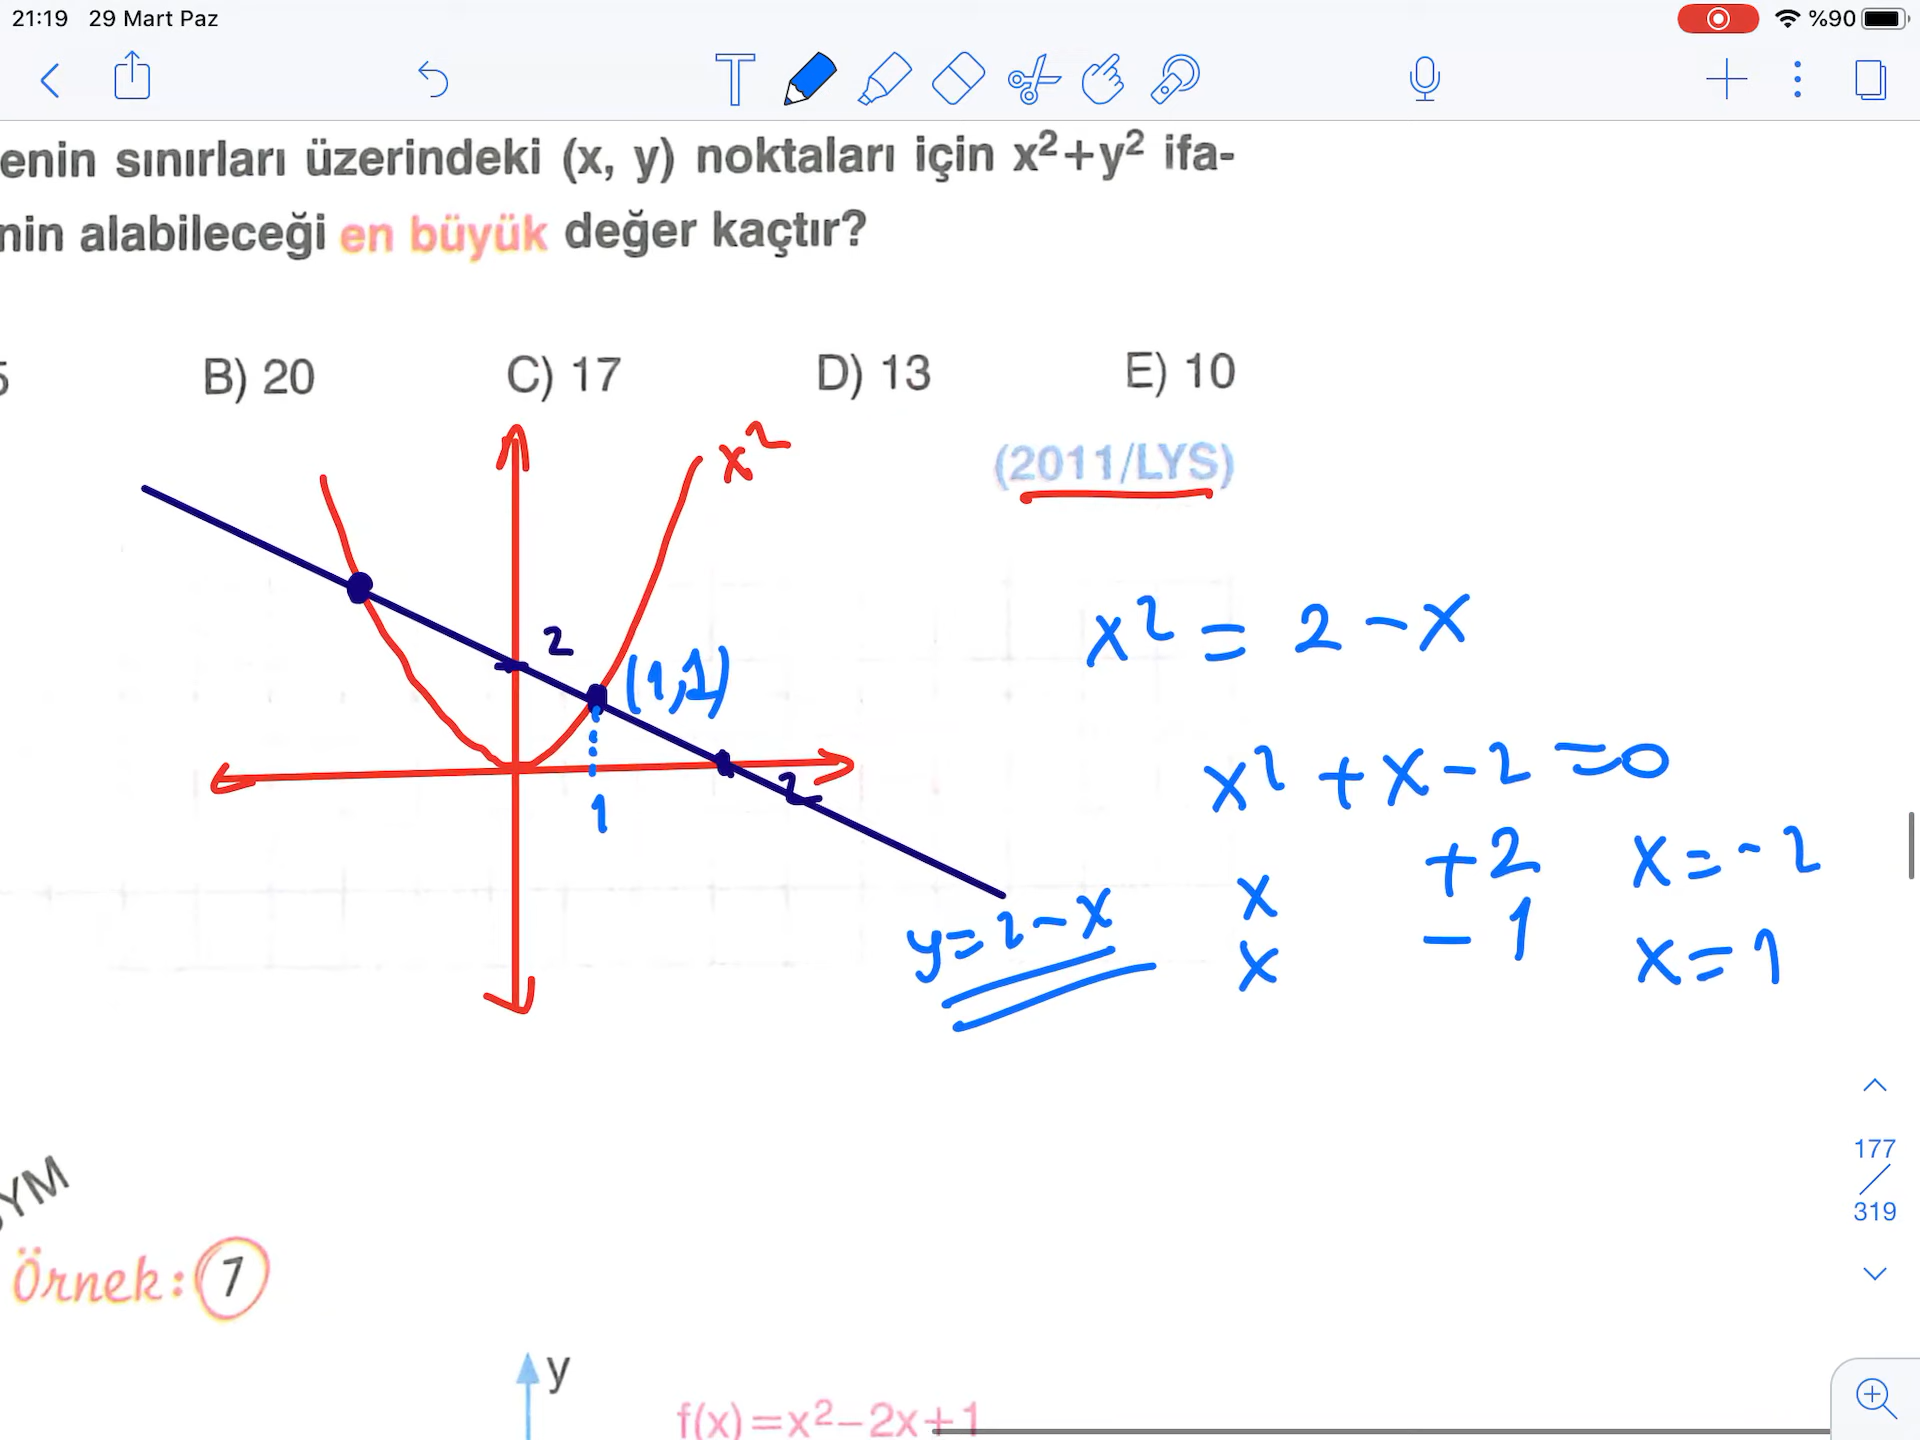 21:19 29 Mart Paz %90
enin sınırları üzerindeki (x, y) noktaları için x²+y² ifa-
nin alabileceği en büyük değer kaçtır?
5 B) 20 C) 17 D) 13 E) 10
(2011/LYS)
x²
x² = 2 - x
2
(1,1)
x² + x - 2 = 0
2
1
x +2 x = -2
y = 2 - x
x - 1 x = 1
177
319
ÖYM
Örnek: 7
y
f(x)=x²-2x+1